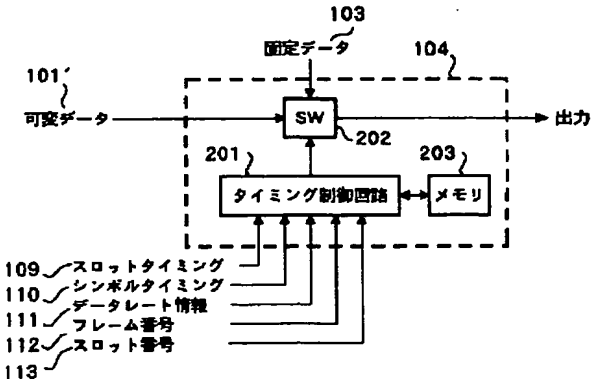 103
固定データ
104
101'
可変データ
SW
202
出力
201
203
タイミング制御回路
メモリ
109 スロットタイミング
110 シンボルタイミング
111 データレート情報
112 フレーム番号
113 スロット番号